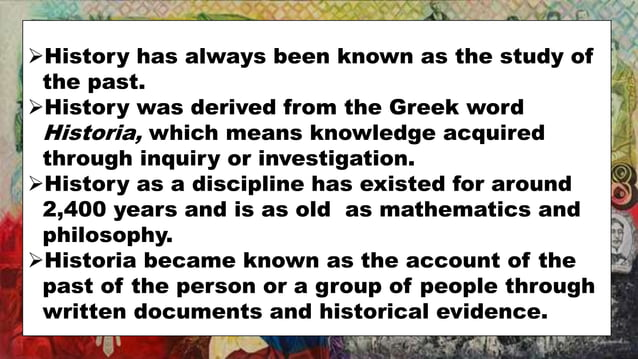 ➢History has always been known as the study of
the past.
➢History was derived from the Greek word
Historia, which means knowledge acquired
through inquiry or investigation.
➢History as a discipline has existed for around
2,400 years and is as old  as mathematics and
philosophy.
➢Historia became known as the account of the
past of the person or a group of people through
written documents and historical evidence.